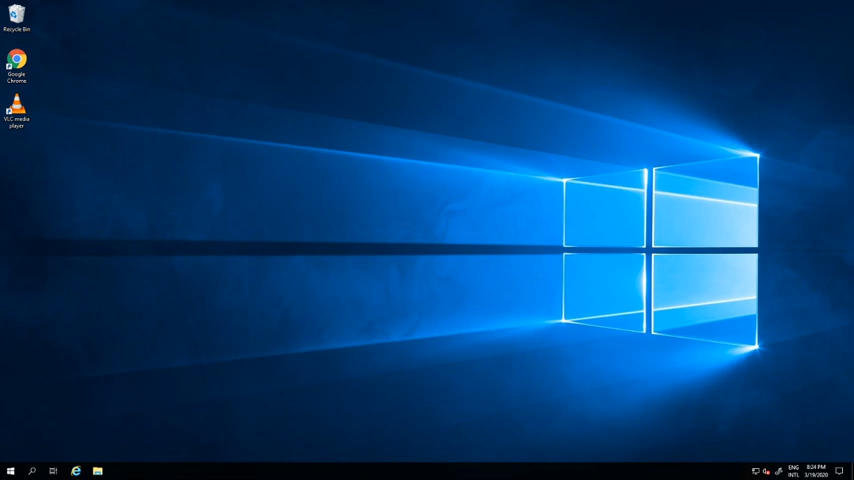 Recycle Bin
Google
Chrome
VLC media
player
ENG
INTL
8:24 PM
3/19/2020